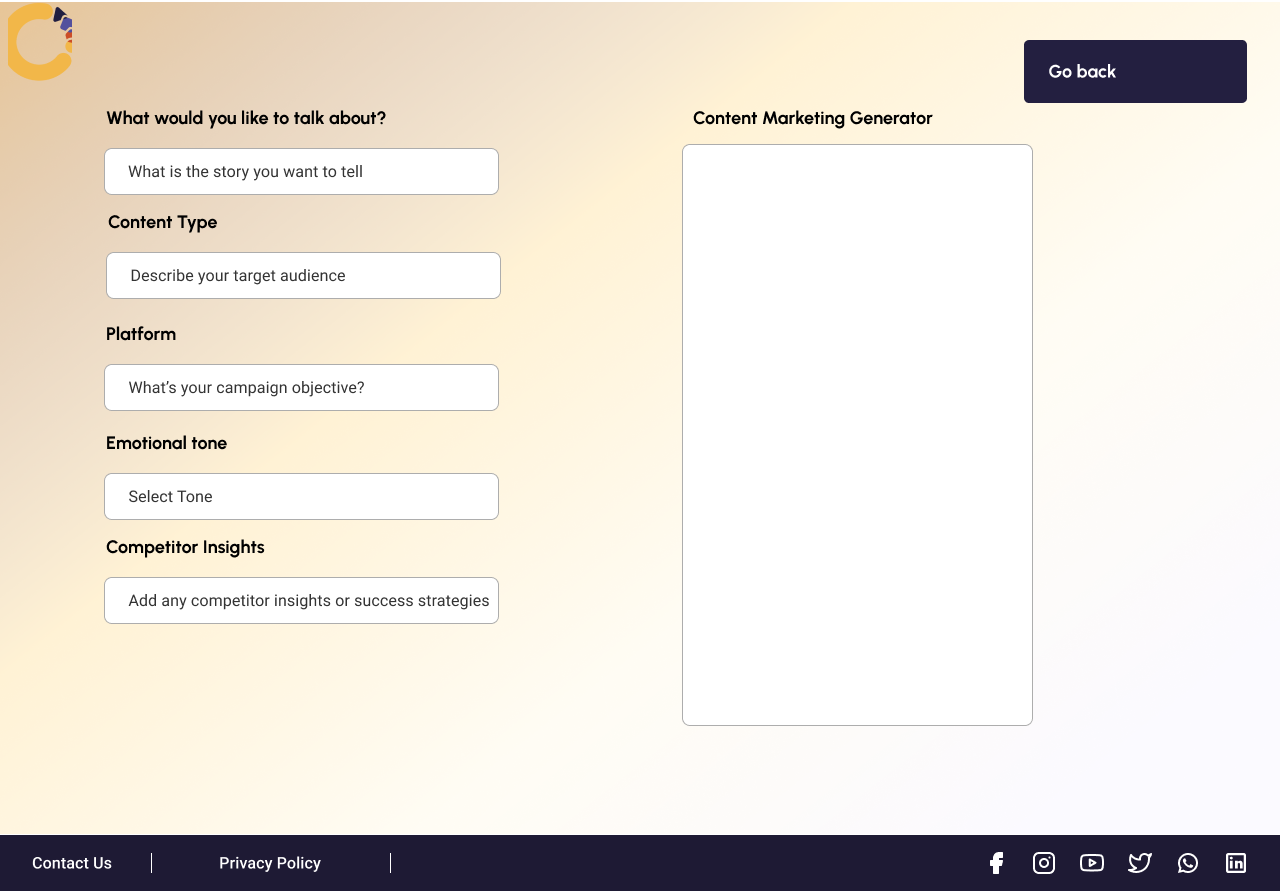 Go back
What would you like to talk about?
What is the story you want to tell
Content Type
Describe your target audience
Platform
What’s your campaign objective?
Emotional tone
Select Tone
Competitor Insights
Add any competitor insights or success strategies
Content Marketing Generator
Contact Us
Privacy Policy